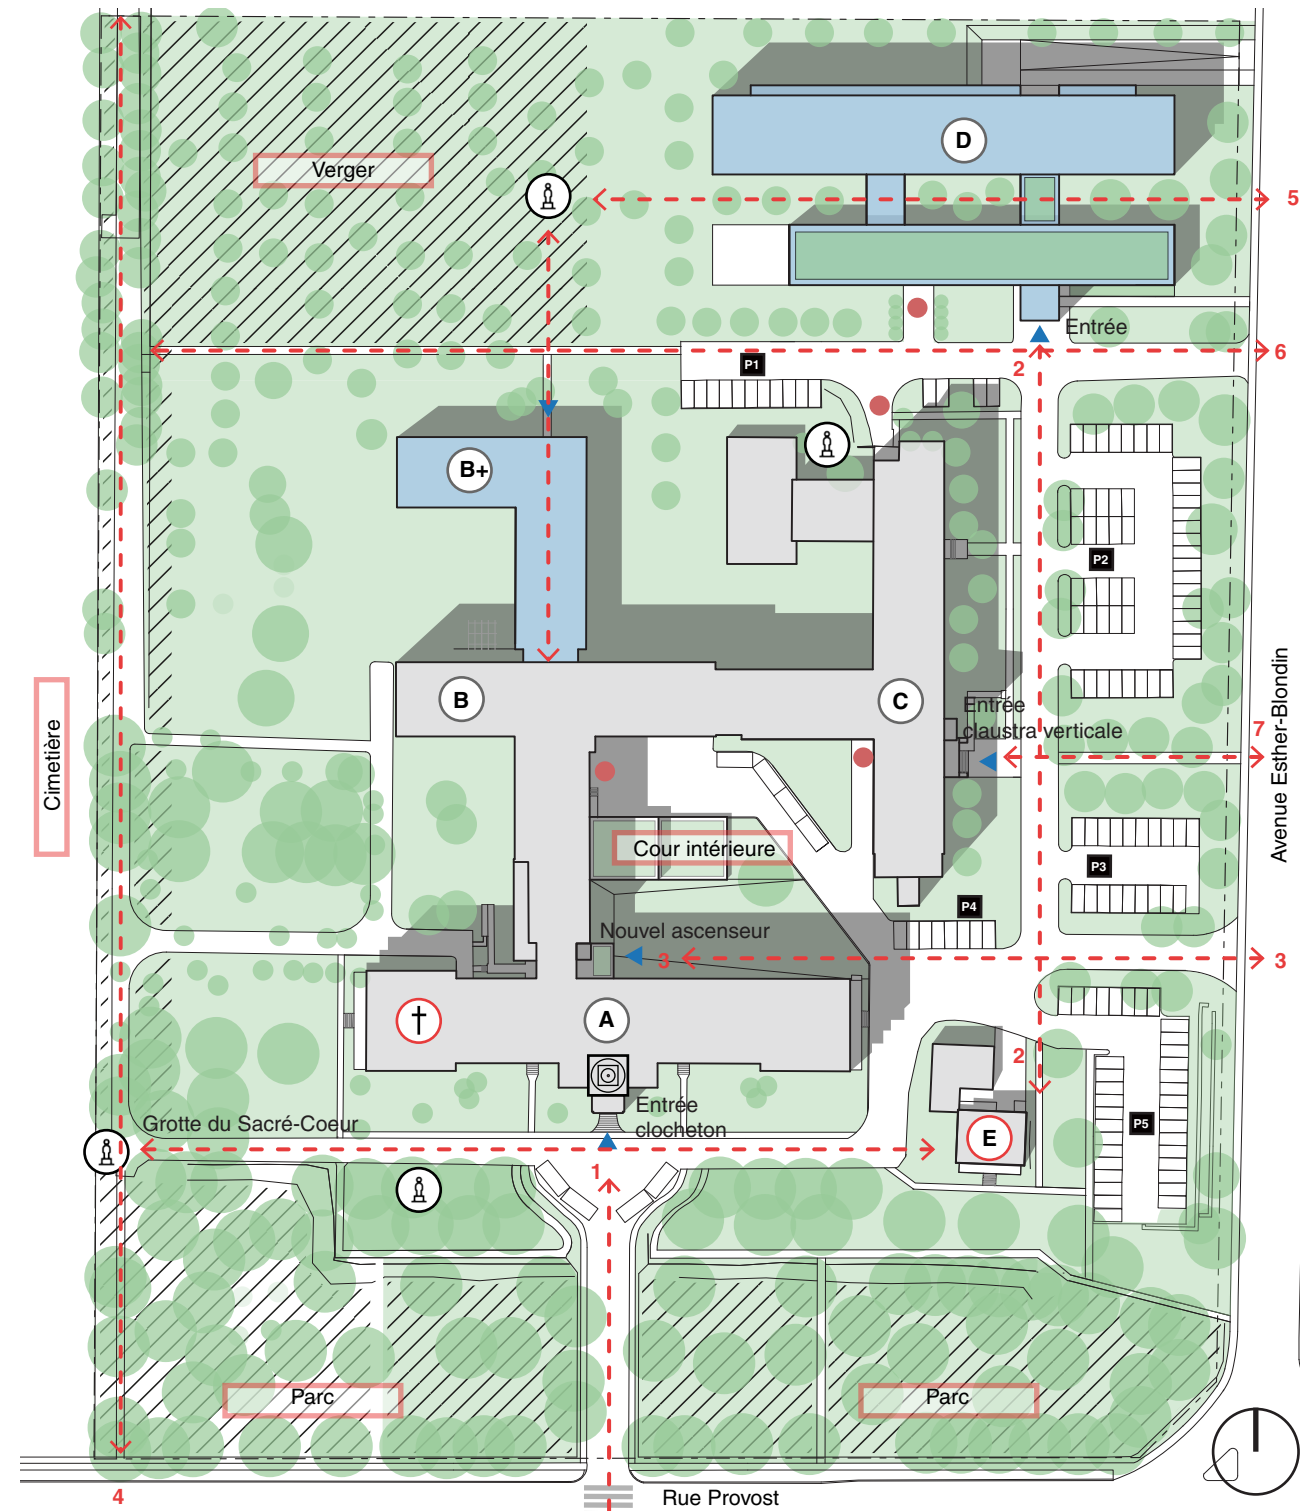 D
Verger
5
Entrée
6
P1
2
B+
P2
B
C
Entrée
claustra verticale
7
Avenue Esther-Blondin
Cimetière
Cour intérieure
P3
P4
Nouvel ascenseur
3
3
A
2
Entrée
clocheton
Grotte du Sacré-Coeur
E
P5
1
Parc
Parc
4
Rue Provost